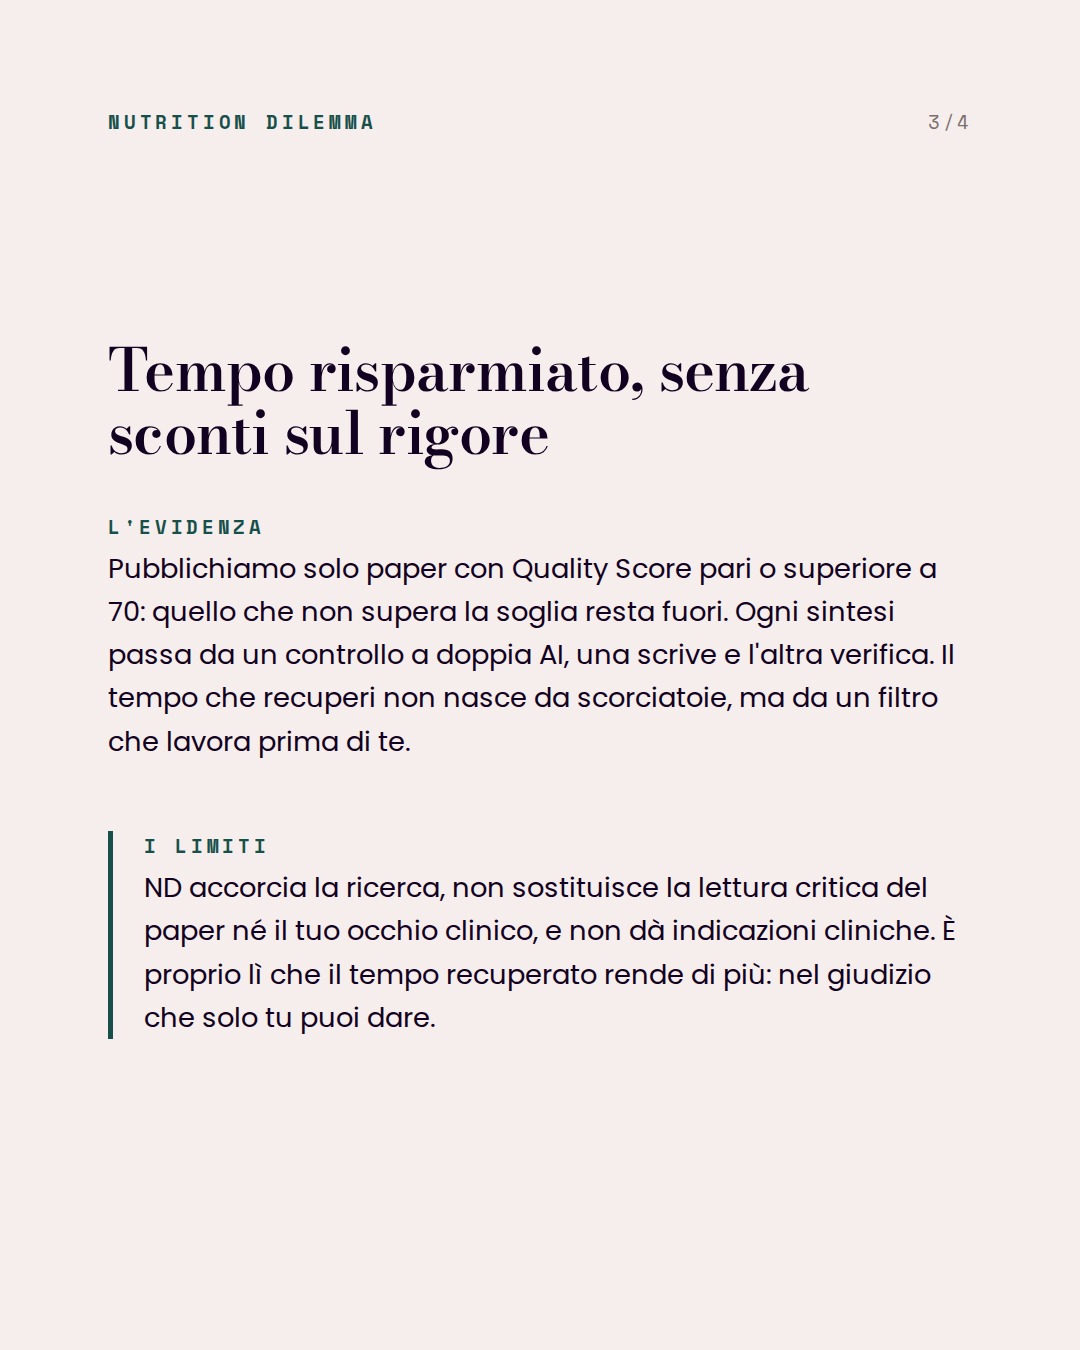 NUTRITION DILEMMA
3/4
Tempo risparmiato, senza
sconti sul rigore
L'EVIDENZA
Pubblichiamo solo paper con Quality Score pari o superiore a
70: quello che non supera la soglia resta fuori. Ogni sintesi
passa da un controllo a doppia AI, una scrive e l'altra verifica. Il
tempo che recuperi non nasce da scorciatoie, ma da un filtro
che lavora prima di te.
I LIMITI
ND accorcia la ricerca, non sostituisce la lettura critica del
paper né il tuo occhio clinico, e non dà indicazioni cliniche. È
proprio lì che il tempo recuperato rende di più: nel giudizio
che solo tu puoi dare.